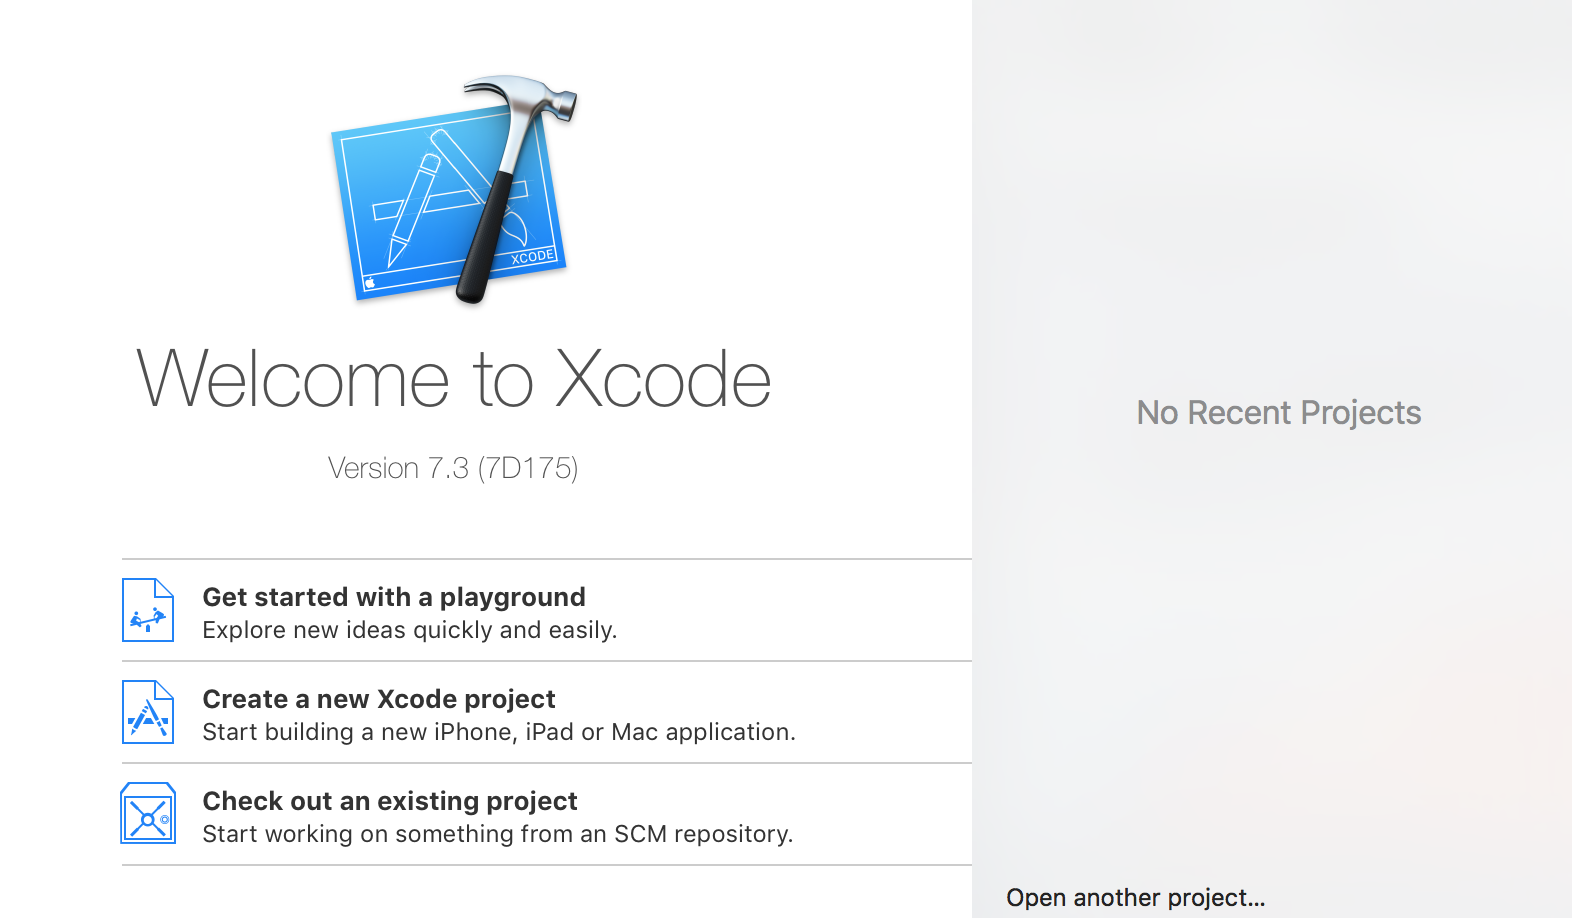 XCODE
Welcome to Xcode
Version 7.3 (7D175)
Get started with a playground
Explore new ideas quickly and easily.
Create a new Xcode project
Start building a new iPhone, iPad or Mac application.
Check out an existing project
Start working on something from an SCM repository.
No Recent Projects
Open another project...